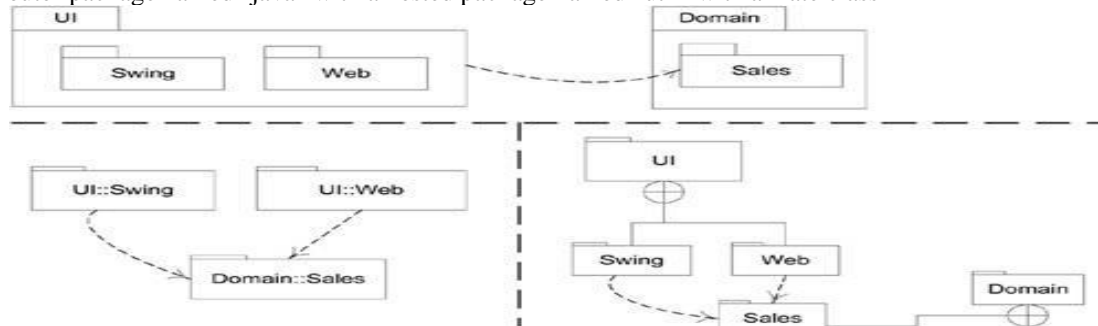 UI
Domain
Swing
Web
Sales
UI::Swing
UI::Web
Domain::Sales
UI
Swing
Web
Domain
Sales